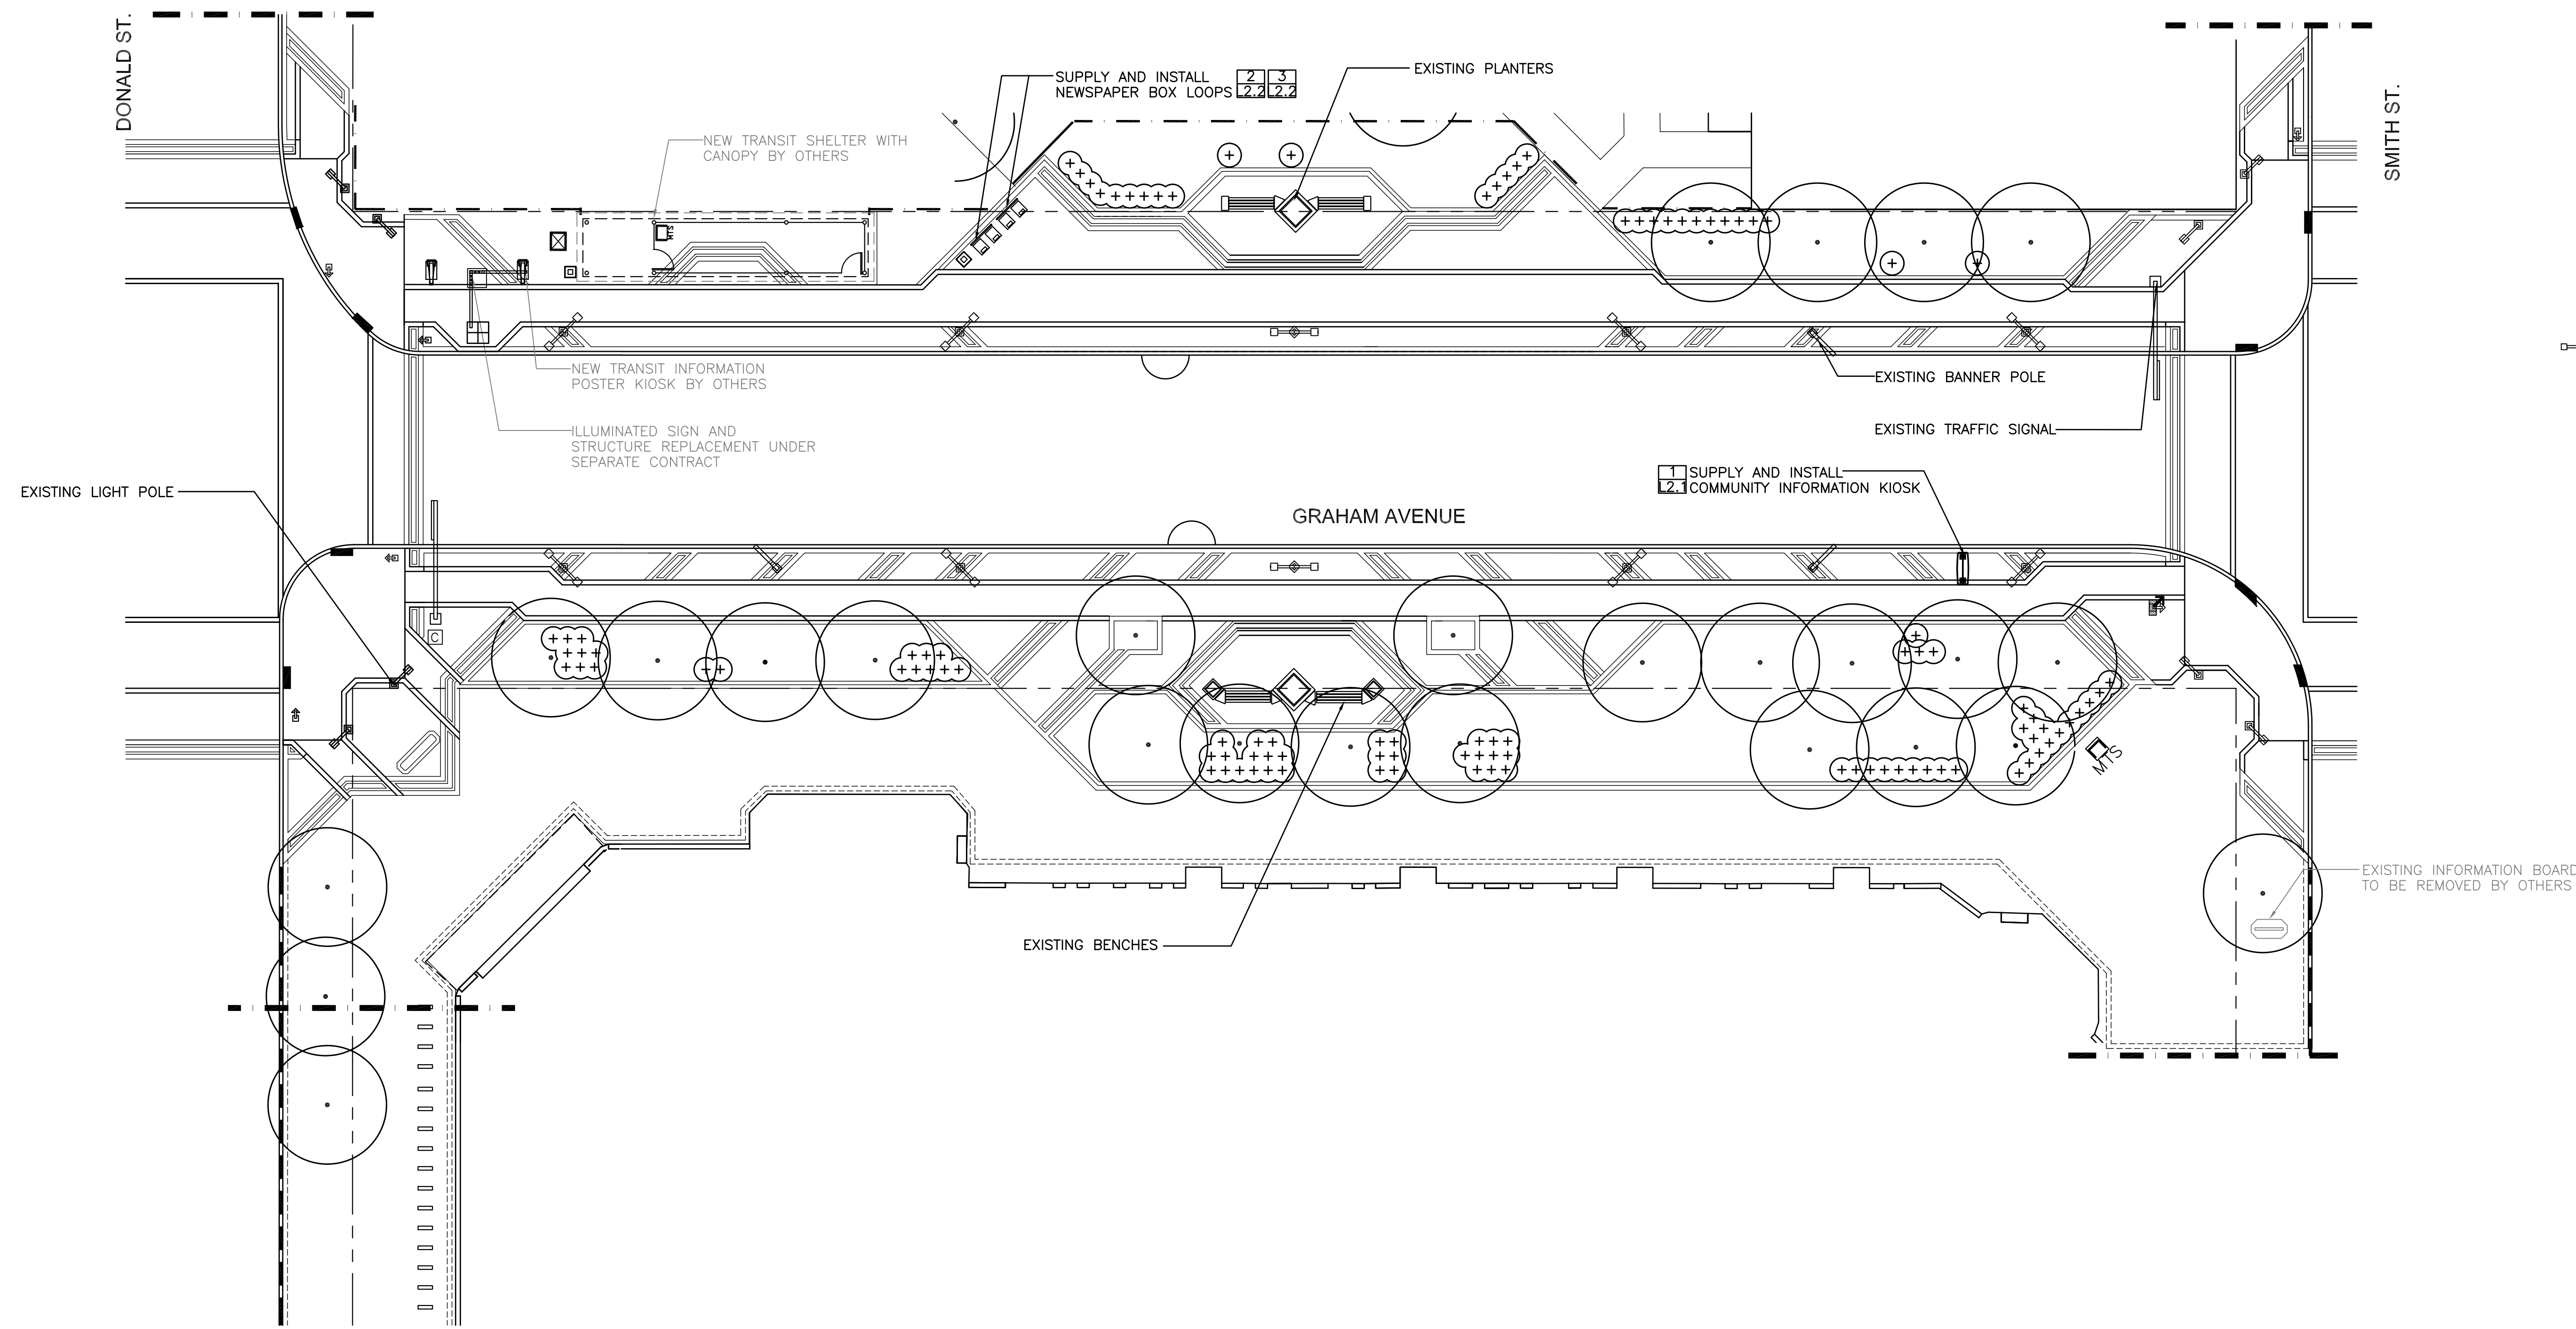 DONALD ST.
SMITH ST.
SUPPLY AND INSTALL
NEWSPAPER BOX LOOPS
2 3
L2.2 L2.2
EXISTING PLANTERS
NEW TRANSIT SHELTER WITH
CANOPY BY OTHERS
MTS
NEW TRANSIT INFORMATION
POSTER KIOSK BY OTHERS
EXISTING BANNER POLE
ILLUMINATED SIGN AND
STRUCTURE REPLACEMENT UNDER
SEPARATE CONTRACT
EXISTING TRAFFIC SIGNAL
EXISTING LIGHT POLE
1
L2.1
SUPPLY AND INSTALL
COMMUNITY INFORMATION KIOSK
GRAHAM AVENUE
C
MTS
EXISTING INFORMATION BOARD
TO BE REMOVED BY OTHERS
EXISTING BENCHES